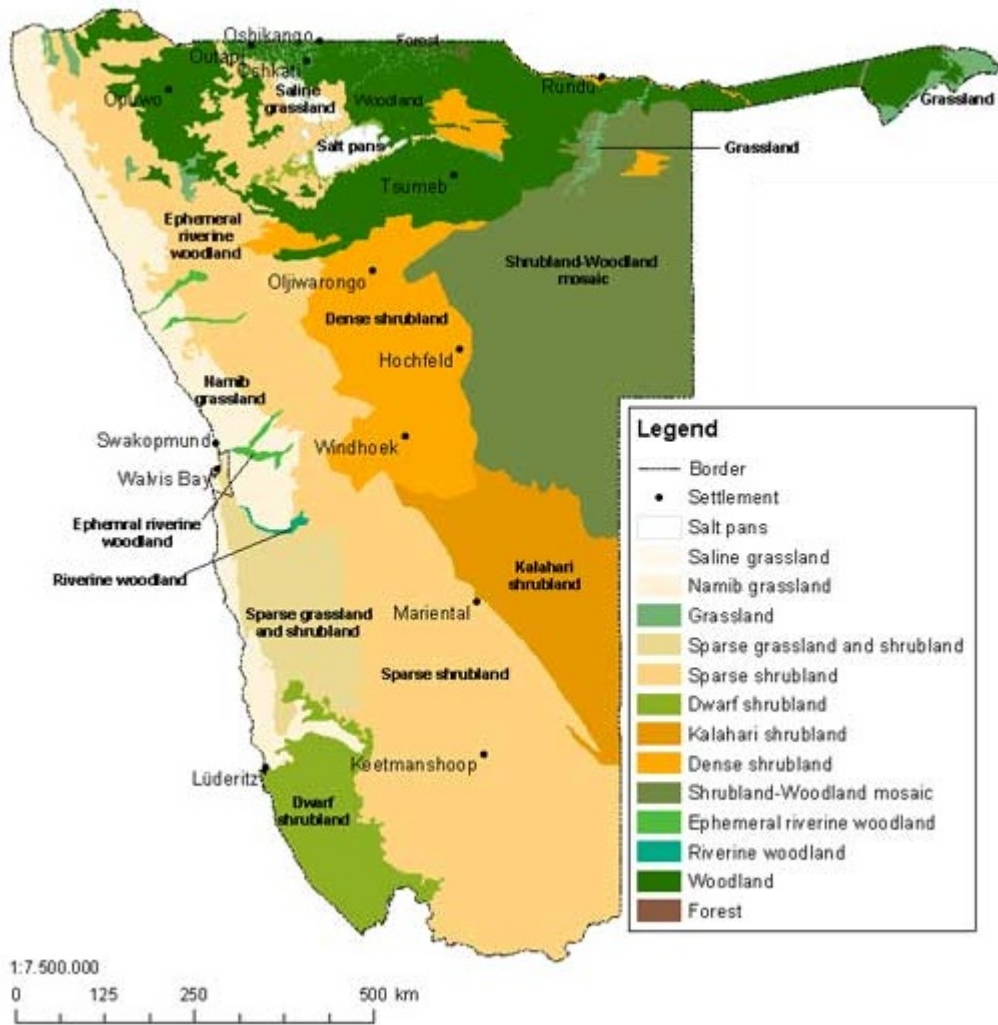 Oshikango
Forest
Outapi
Oshkati
Saline
grassland
Opuwo
Woodland
Rundu
Grassland
Salt pans
Grassland
Tsumeb
Ephemeral
riverine
woodland
Shrubland-Woodland
mosaic
Oljiwarongo
Dense shrubland
Hochfeld
Namib
grassland
Swakopmund
Windhoek
Walvis Bay
Ephemral riverine
woodland
Riverine woodland
Kalahari
shrubland
Mariental
Sparse grassland
and shrubland
Sparse shrubland
Lüderitz
Keetmanshoop
Dwarf
shrubland
Legend
Border
Settlement
Salt pans
Saline grassland
Namib grassland
Grassland
Sparse grassland and shrubland
Sparse shrubland
Dwarf shrubland
Kalahari shrubland
Dense shrubland
Shrubland-Woodland mosaic
Ephemeral riverine woodland
Riverine woodland
Woodland
Forest
1:7.500.000
0 125 250 500 km